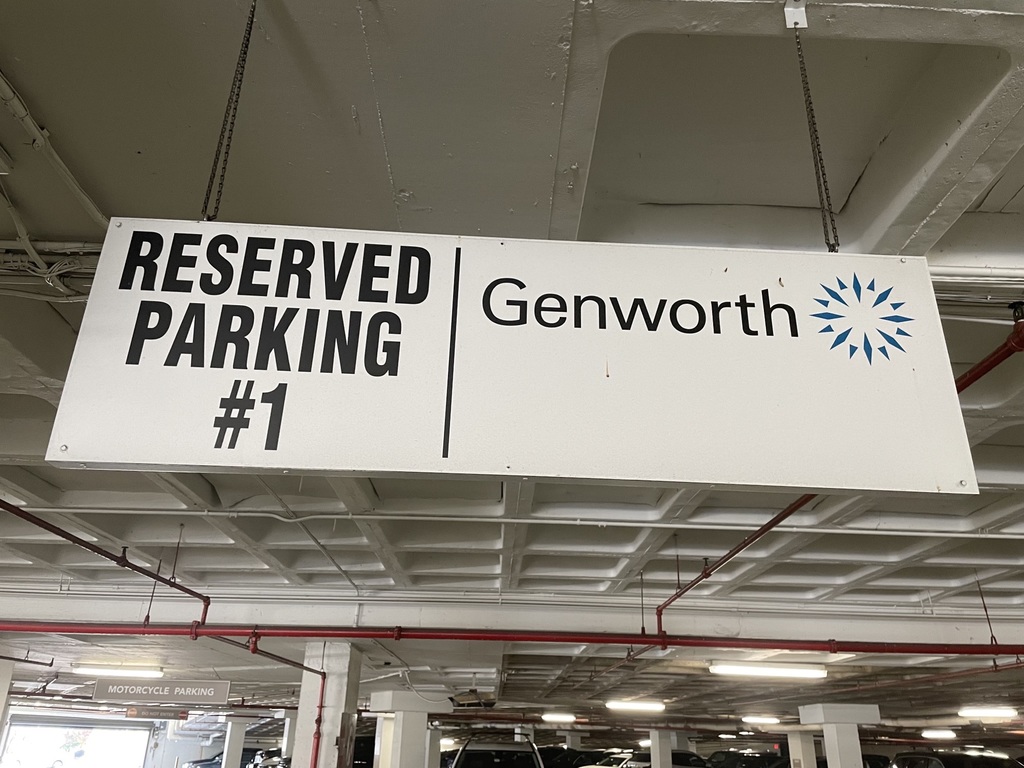 RESERVED
PARKING
#1
Genworth
MOTORCYCLE PARKING